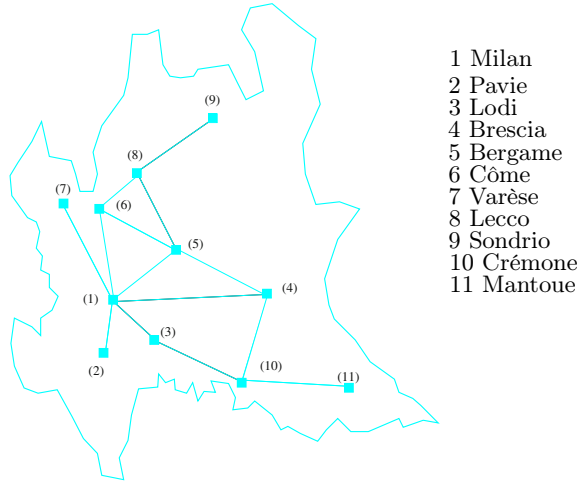 (9)
(8)
(7)
(6)
(5)
(1)
(4)
(3)
(2)
(10)
(11)
1 Milan
2 Pavie
3 Lodi
4 Brescia
5 Bergame
6 Côme
7 Varèse
8 Lecco
9 Sondrio
10 Crémone
11 Mantoue